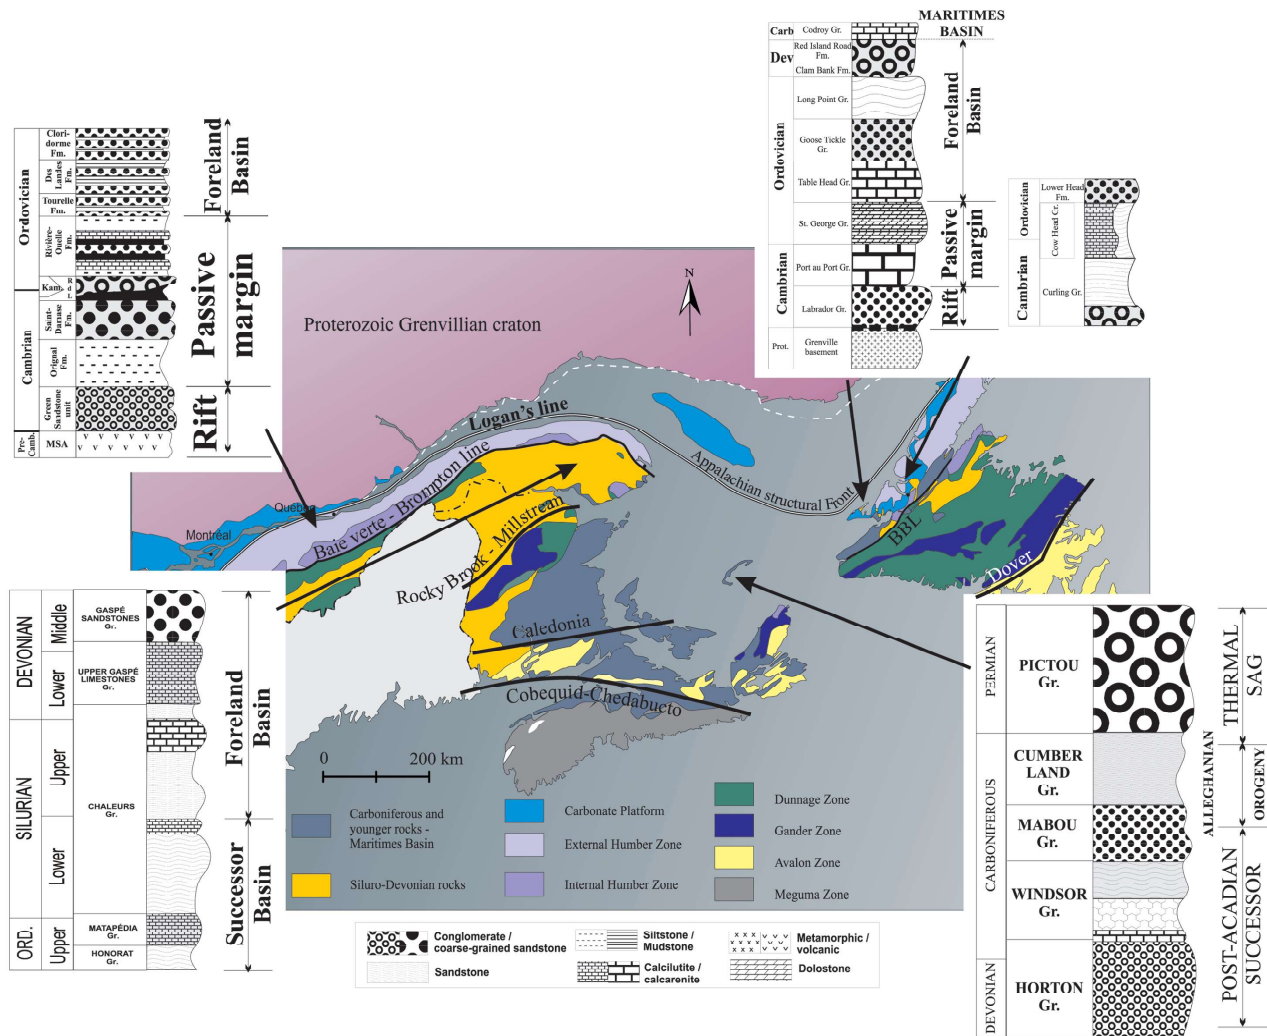 MARITIMES
BASIN
Carb
Codroy Gr.
Dev
Red Island Road
Fm.
Clam Bank Fm.
Ordovician
Long Point Gr.
Goose Tickle
Gr.
Table Head Gr.
St. George Gr.
Cambrian
Port au Port Gr.
Labrador Gr.
Prot.
Grenville
basement
Foreland
Basin
Passive
margin
Rift
Ordovician
Cambrian
Lower Head
Fm.
Cow Head Gr.
Curling Gr.
Ordovician
Clori-
dorme
Fm.
Des
Landes
Fm.
Tourelle
Fm.
Rivière-
Ouelle
Fm.
Kam.
R
d
L
Cambrian
Saint-
Damase
Fm.
Orignal
Fm.
Green
Sandstone
unit
Pre-
Camb.
MSA
Foreland
Basin
Passive
margin
Rift
Proterozoic Grenvillian craton
N
Logan's line
Appalachian structural Front
Québec
Montréal
Baie verte - Brompton line
Rocky Brook - Millstream
BBL
Dover
Caledonia
Cobequid-Chedabucto
0
200 km
Carboniferous and
younger rocks -
Maritimes Basin
Siluro-Devonian rocks
Carbonate Platform
External Humber Zone
Internal Humber Zone
Dunnage Zone
Gander Zone
Avalon Zone
Meguma Zone
DEVONIAN
Middle
Lower
SILURIAN
Upper
Lower
ORD.
Upper
GASPÉ
SANDSTONES
Gr.
UPPER GASPÉ
LIMESTONES
Gr.
CHALEURS
Gr.
MATAPÉDIA
Gr.
HONORAT
Gr.
Foreland
Basin
Successor
Basin
PERMIAN
CARBONIFEROUS
DEVONIAN
PICTOU
Gr.
CUMBER
LAND
Gr.
MABOU
Gr.
WINDSOR
Gr.
HORTON
Gr.
THERMAL
SAG
ALLEGHANIAN
OROGENY
POST-ACADIAN
SUCCESSOR
Conglomerate /
coarse-grained sandstone
Sandstone
Siltstone /
Mudstone
Calcilutite /
calcarenite
Metamorphic /
volcanic
Dolostone